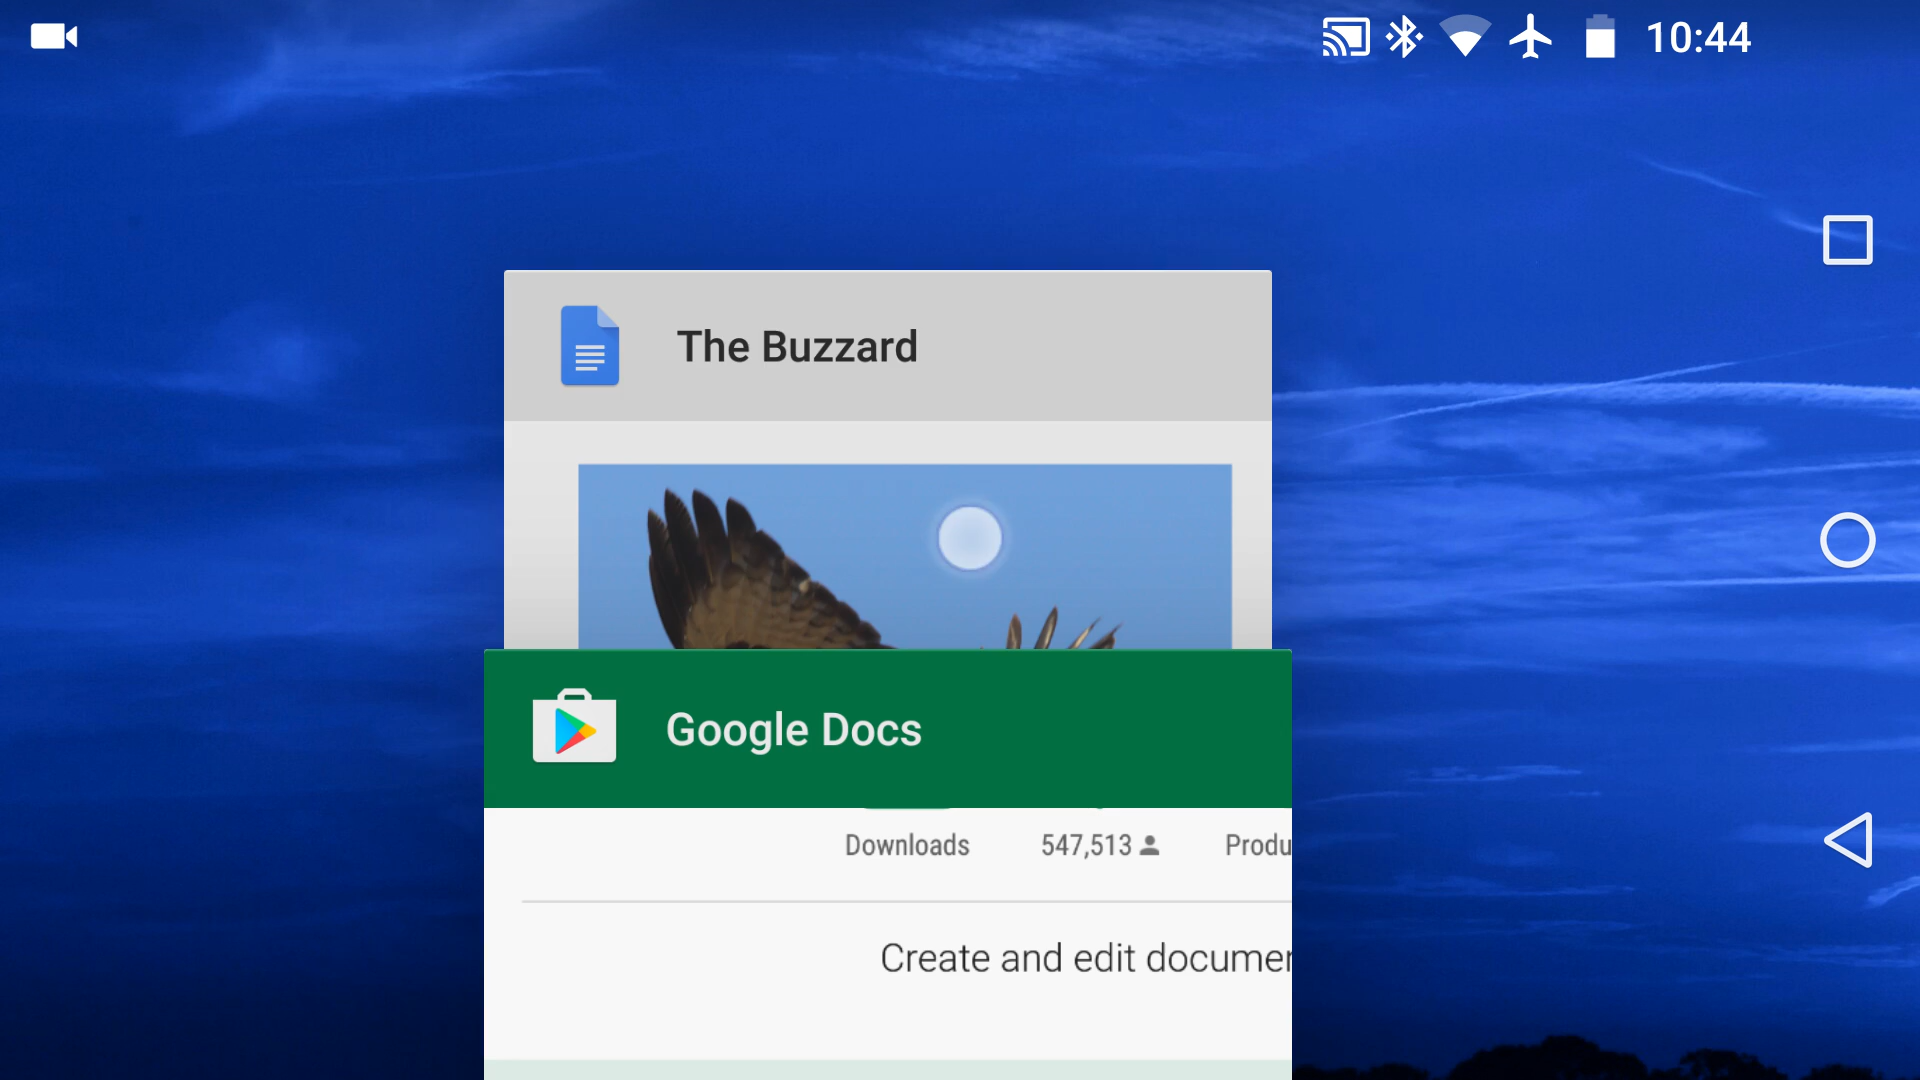 10:44
The Buzzard
Google Docs
Downloads 547,513 Produ
Create and edit documen